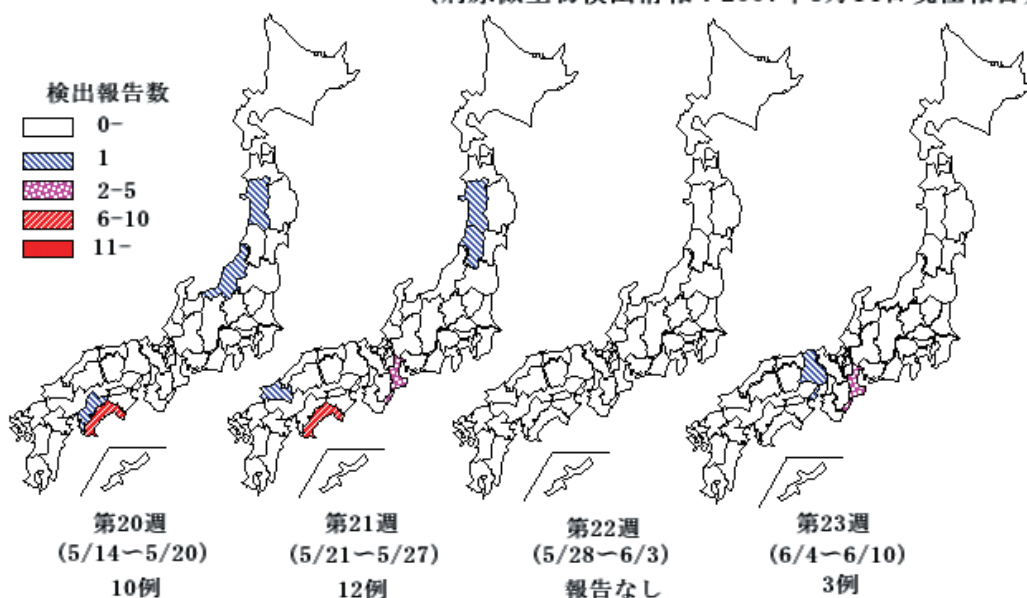 検出報告数
0-
1
2-5
6-10
11-
第20週
(5/14～5/20)
10例
第21週
(5/21～5/27)
12例
第22週
(5/28～6/3)
報告なし
第23週
(6/4～6/10)
3例